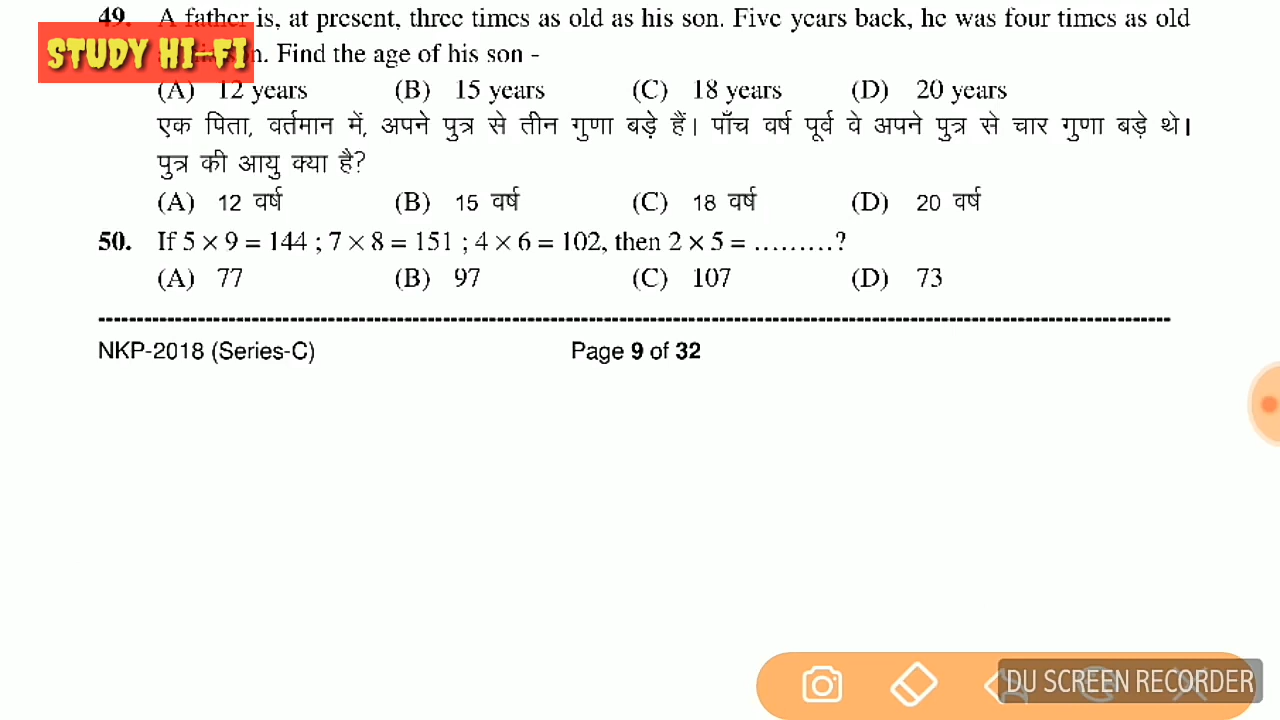 49. A father is, at present, three times as old as his son. Five years back, he was four times as old
STUDY HI-FI
Find the age of his son -
(A) 12 years (B) 15 years (C) 18 years (D) 20 years
एक पिता, वर्तमान में, अपने पुत्र से तीन गुणा बड़े हैं। पाँच वर्ष पूर्व वे अपने पुत्र से चार गुणा बड़े थे।
पुत्र की आयु क्या है?
(A) 12 वर्ष (B) 15 वर्ष (C) 18 वर्ष (D) 20 वर्ष
50. If 5 × 9 = 144 ; 7 × 8 = 151 ; 4 × 6 = 102, then 2 × 5 = .........?
(A) 77 (B) 97 (C) 107 (D) 73
NKP-2018 (Series-C) Page 9 of 32
DU SCREEN RECORDER